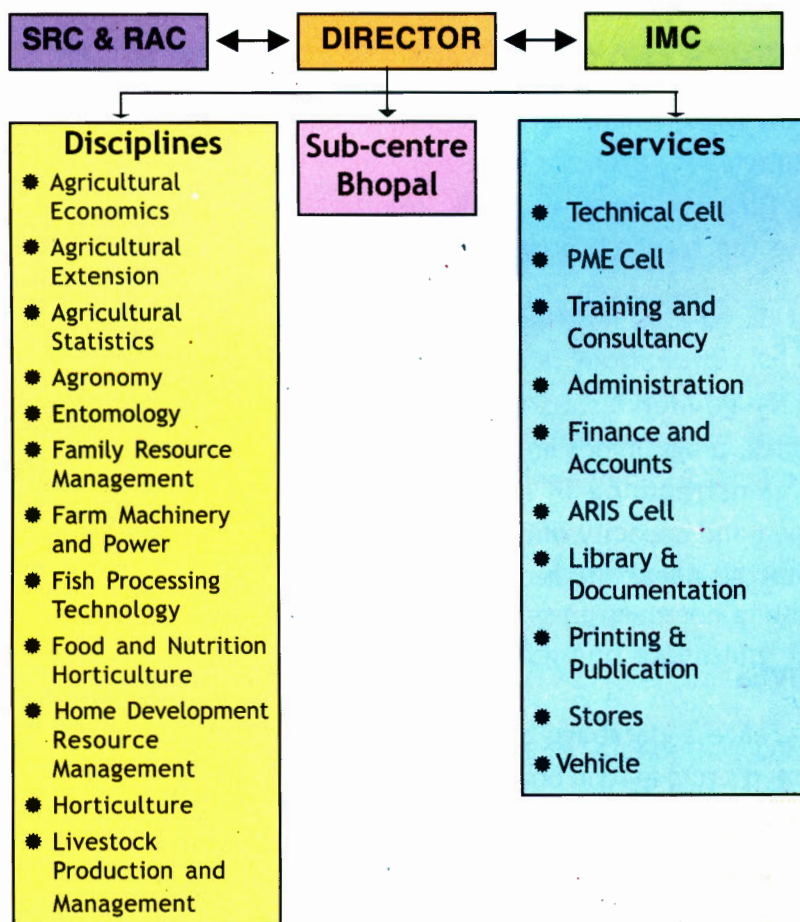 SRC & RAC
DIRECTOR
IMC
Disciplines
Agricultural
Economics
Agricultural
Extension
Agricultural
Statistics
Agronomy
Entomology
Family Resource
Management
Farm Machinery
and Power
Fish Processing
Technology
Food and Nutrition
Horticulture
Home Development
Resource
Management
Horticulture
Livestock
Production and
Management
Sub-centre
Bhopal
Services
Technical Cell
PME Cell
Training and
Consultancy
Administration
Finance and
Accounts
ARIS Cell
Library &
Documentation
Printing &
Publication
Stores
Vehicle